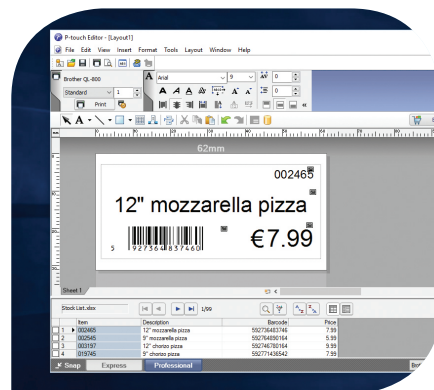 P-touch Editor - [Layout1]
File Edit View Insert Format Tools Layout Window Help
Brother QL-800
Standard 1
Print
A Arial 9 0
A A A A A A 0
A
62mm
002465
12" mozzarella pizza
5 927364 837460
€7.99
Sheet 1
Stock List.xlsx 1/99
Item Description Barcode Price
1 002465 12" mozzarella pizza 592736483746 7.99
2 002545 9" mozzarella pizza 592764890164 5.99
3 003197 12" chorizo pizza 592746780164 9.99
4 019745 9" chorizo pizza 592771436542 7.99
Snap Express Professional